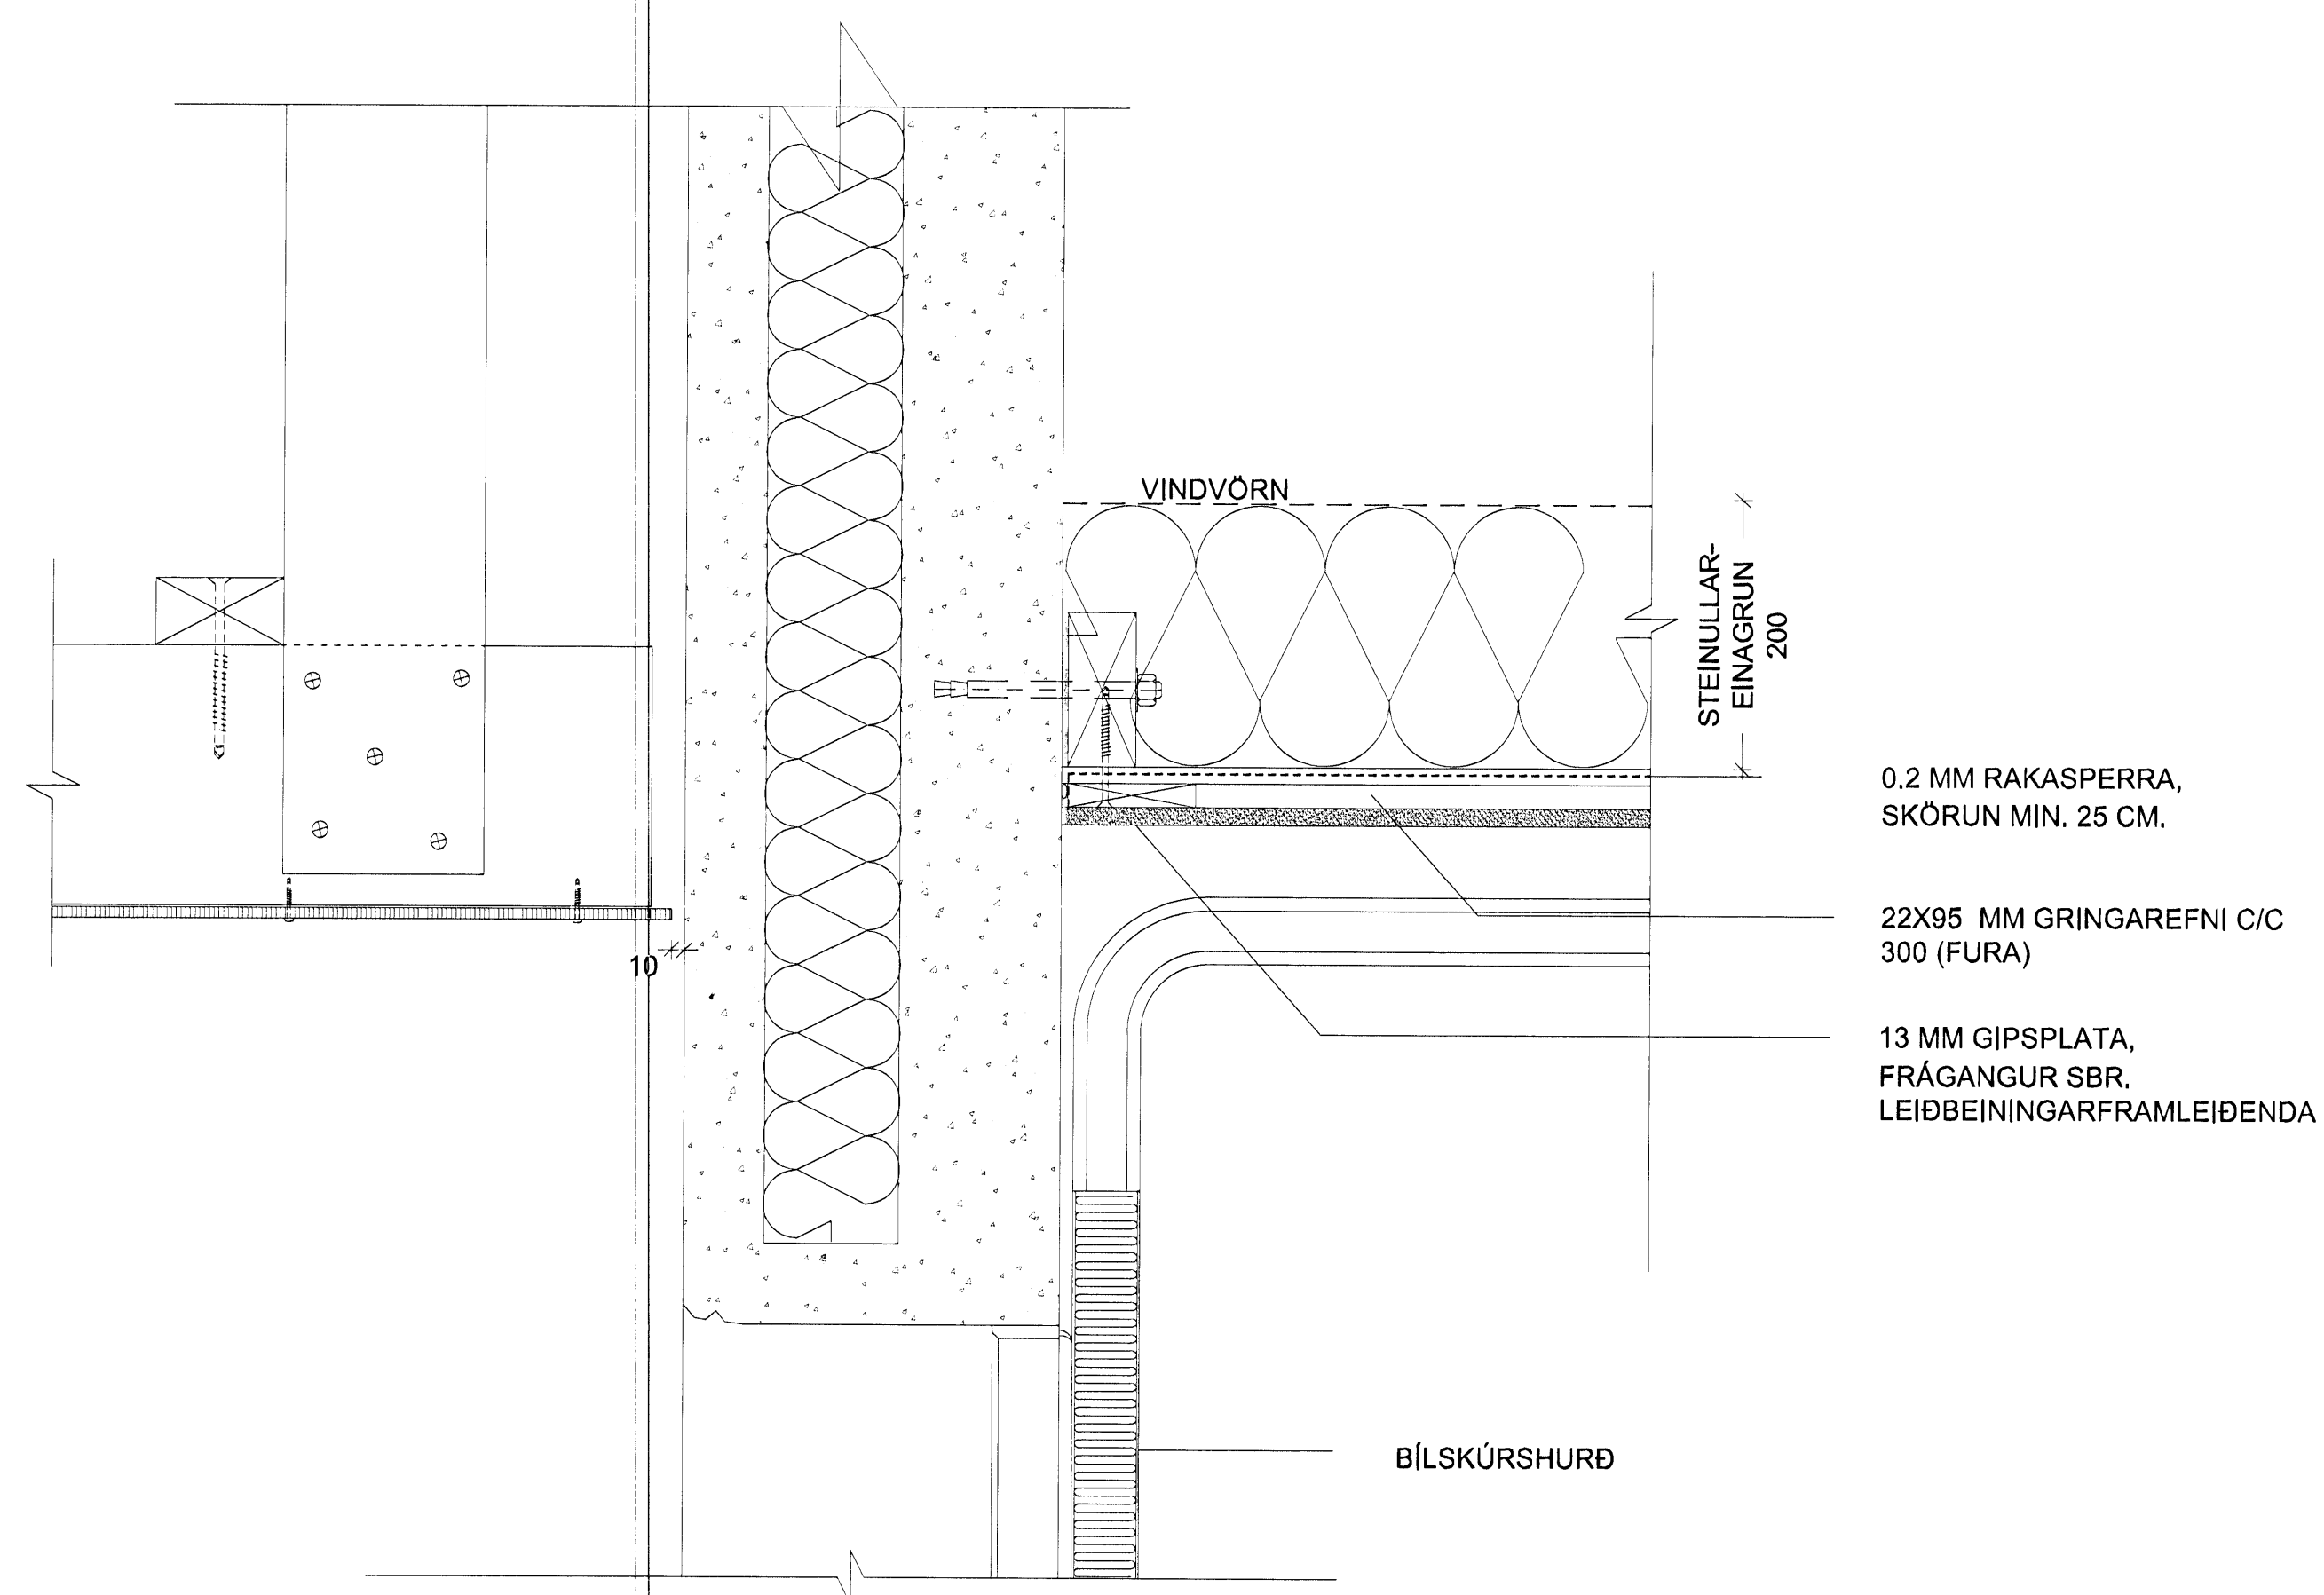 VINDVÖRN
STEINULLAR-
EINAGRUN
200
0.2 MM RAKASPERRA,
SKÖRUN MIN. 25 CM.
22X95 MM GRINGAREFNI C/C
300 (FURA)
10
13 MM GIPSPLATA,
FRÁGANGUR SBR.
LEIÐBEININGARFRAMLEIÐENDA
BÍLSKÚRSHURÐ